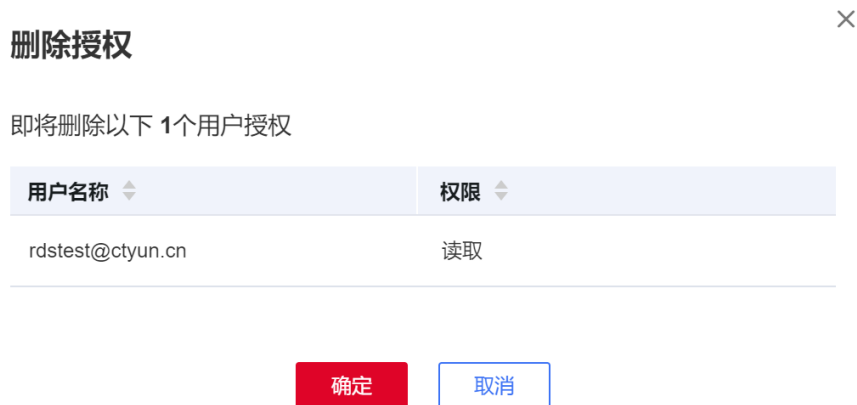 删除授权
即将删除以下 1个用户授权
用户名称 权限
rdstest@ctyun.cn 读取
确定 取消